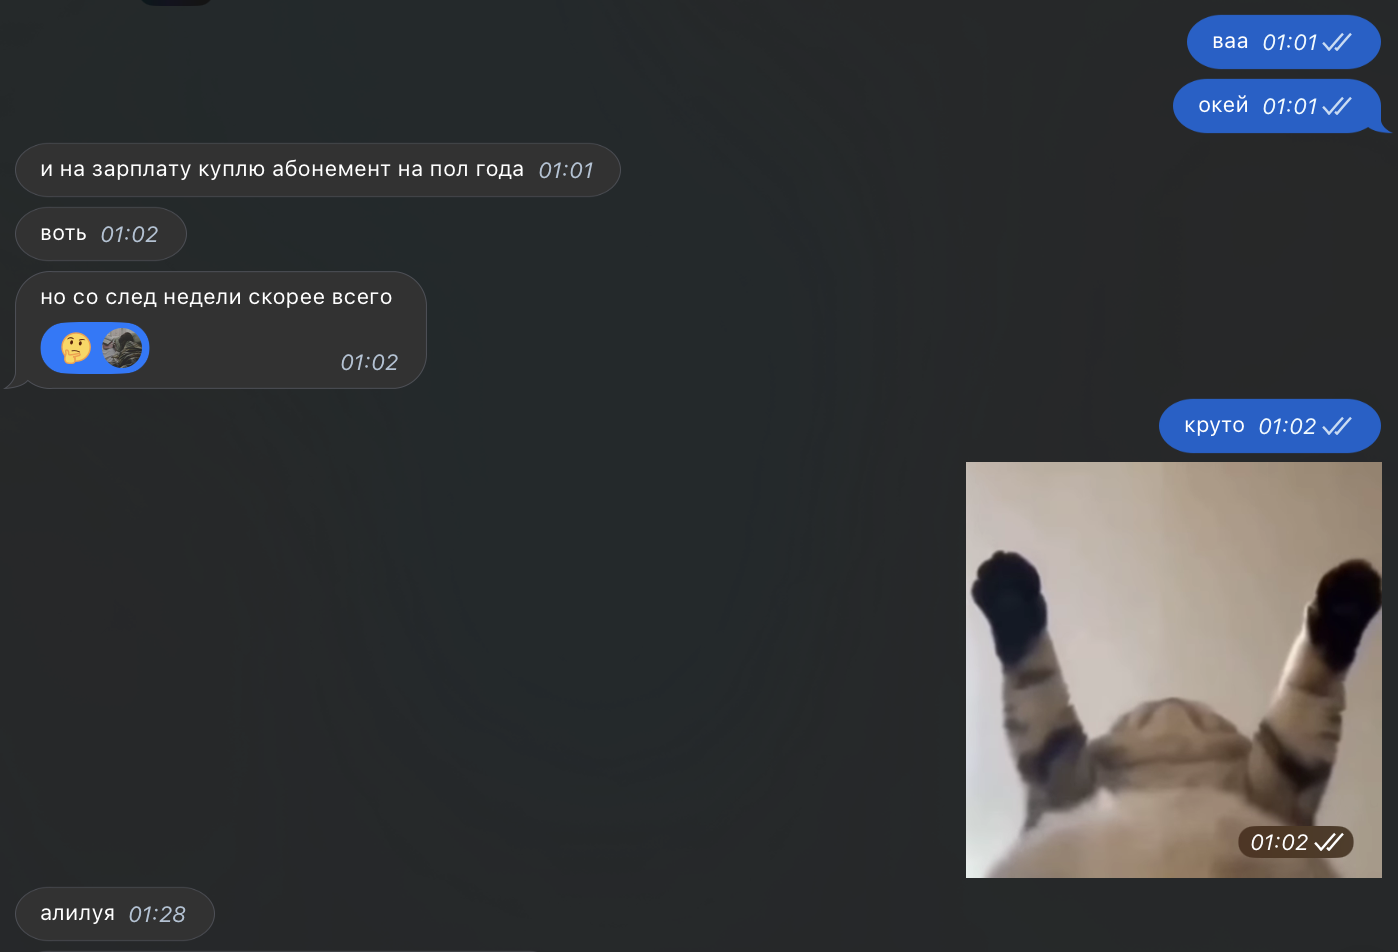 ваа 01:01
окей 01:01
и на зарплату куплю абонемент на пол года 01:01
воть 01:02
но со след недели скорее всего
🤔 01:02
круто 01:02
01:02
алилуя 01:28